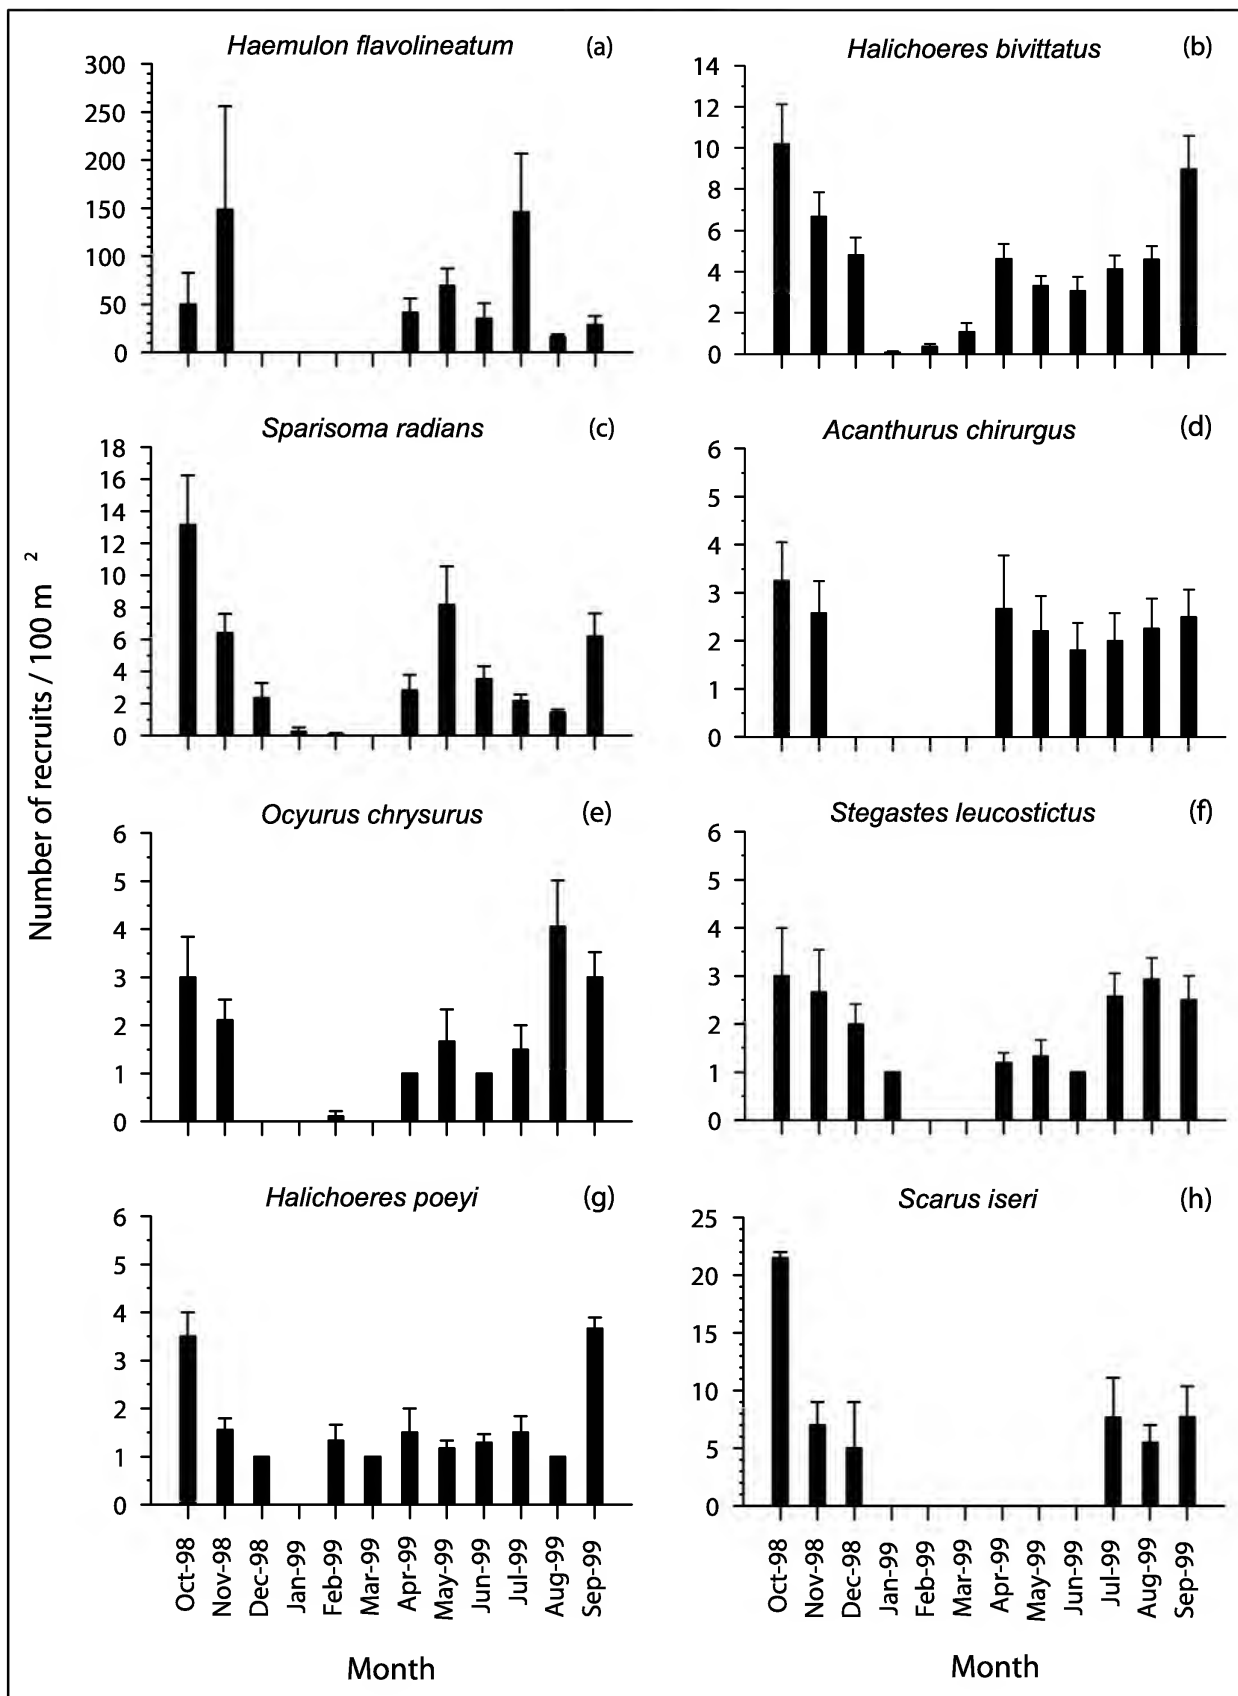 Haemulon flavolineatum (a)
300
250
200
150
100
50
0
Halichoeres bivittatus (b)
14
12
10
8
6
4
2
0
Sparisoma radians (c)
18
16
14
12
10
8
6
4
2
0
Acanthurus chirurgus (d)
6
5
4
3
2
1
0
Number of recruits / 100 m 2
Ocyurus chrysurus (e)
6
5
4
3
2
1
0
Stegastes leucostictus (f)
6
5
4
3
2
1
0
Halichoeres poeyi (g)
6
5
4
3
2
1
0
Oct-98
Nov-98
Dec-98
Jan-99
Feb-99
Mar-99
Apr-99
May-99
Jun-99
Jul-99
Aug-99
Sep-99
Month
Scarus iseri (h)
25
20
15
10
5
0
Oct-98
Nov-98
Dec-98
Jan-99
Feb-99
Mar-99
Apr-99
May-99
Jun-99
Jul-99
Aug-99
Sep-99
Month